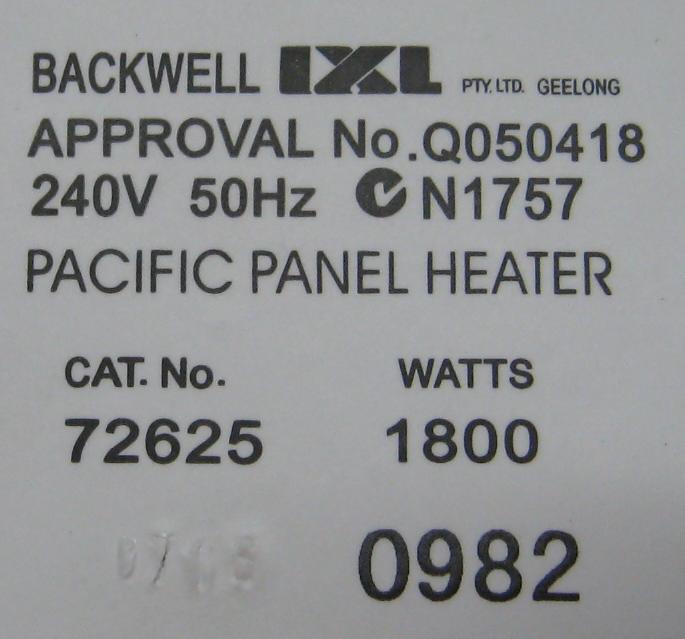 BACKWELL IXL PTY. LTD. GEELONG
APPROVAL No.Q050418
240V 50Hz N1757
PACIFIC PANEL HEATER
CAT. No. WATTS
72625 1800
0982